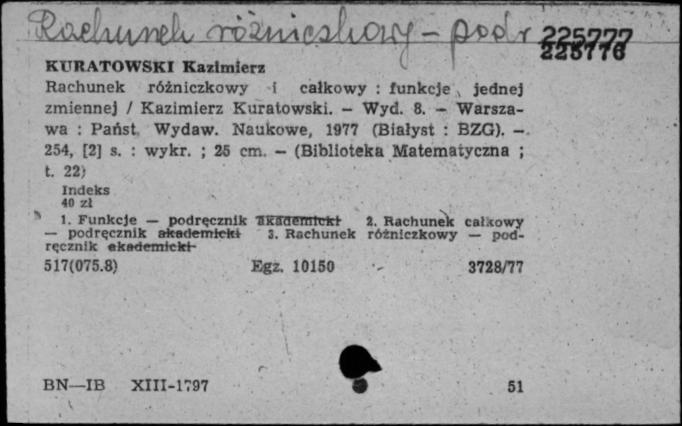 Rachunek różniczkowy - podr 225777
225776
KURATOWSKI Kazimierz
Rachunek różniczkowy i całkowy : funkcje jednej
zmiennej / Kazimierz Kuratowski. — Wyd. 8. — Warsza-
wa : Państ. Wydaw. Naukowe, 1977 (Białyst : BZG). —
254, [2] s. : wykr. ; 25 cm. — (Biblioteka Matematyczna ;
t. 22)
Indeks
40 zł
1. Funkcje — podręcznik akademicki 2. Rachunek całkowy
— podręcznik akademicki 3. Rachunek różniczkowy — pod-
ręcznik akademicki
517(075.8) Egz. 10150 3728/77
BN—IB XIII-1797 51